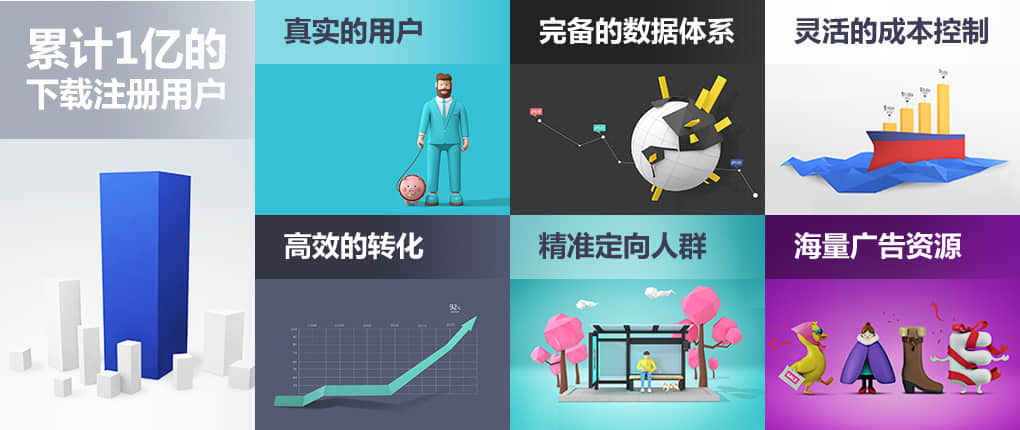 累计1亿的
下载注册用户
真实的用户
完备的数据体系
灵活的成本控制
高效的转化
92%
精准定向人群
海量广告资源